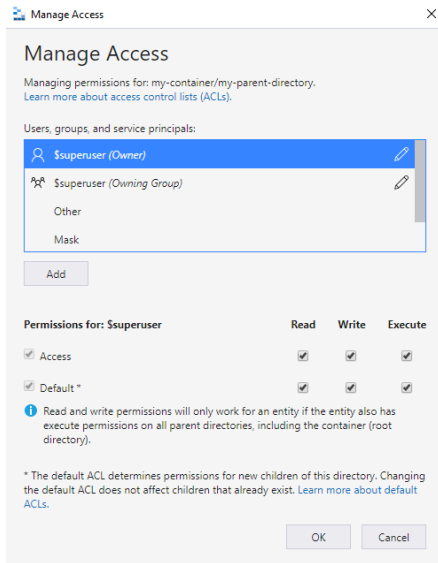 Manage Access
Manage Access
Managing permissions for: my-container/my-parent-directory.
Learn more about access control lists (ACLs).
Users, groups, and service principals:
$superuser (Owner)
$superuser (Owning Group)
Other
Mask
Add
Permissions for: $superuser Read Write Execute
Access
Default *
Read and write permissions will only work for an entity if the entity also has
execute permissions on all parent directories, including the container (root
directory).
* The default ACL determines permissions for new children of this directory. Changing
the default ACL does not affect children that already exist. Learn more about default
ACLs.
OK Cancel